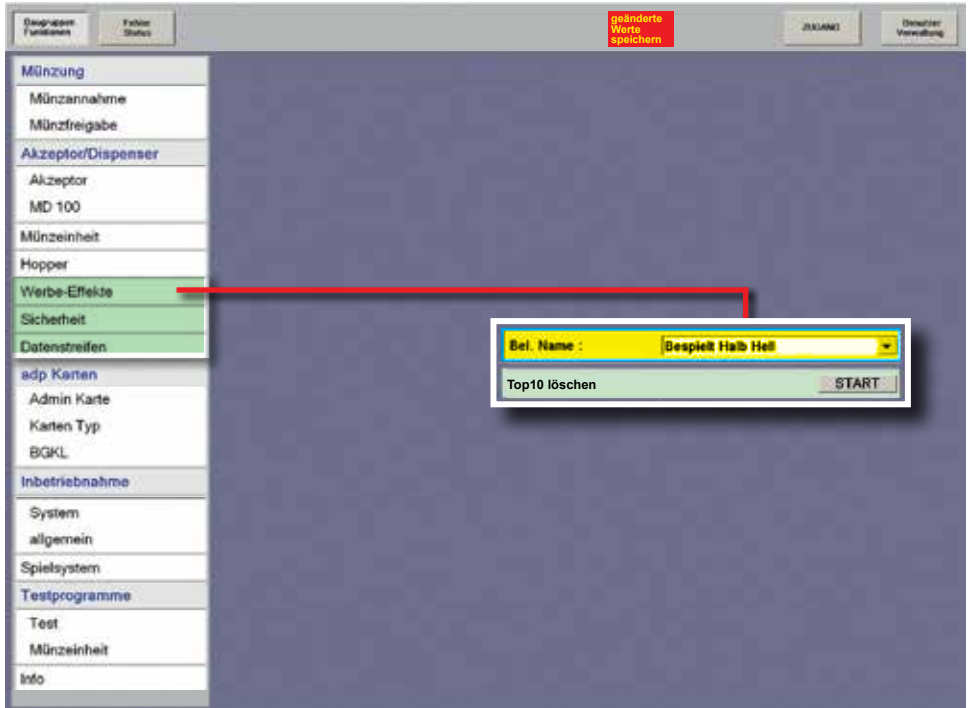 Baugruppen
Funktionen
Fehler
Status
geänderte
Werte
speichern
ZUGANG
Benutzer
Verwaltung
Münzung
Münzannahme
Münzfreigabe
Akzeptor/Dispenser
Akzeptor
MD 100
Münzeinheit
Hopper
Werbe-Effekte
Sicherheit
Datenstreifen
Bel. Name : Bespielt Halb Hell
Top10 löschen START
adp Karten
Admin Karte
Karten Typ
BGKL
Inbetriebnahme
System
allgemein
Spielsystem
Testprogramme
Test
Münzeinheit
Info